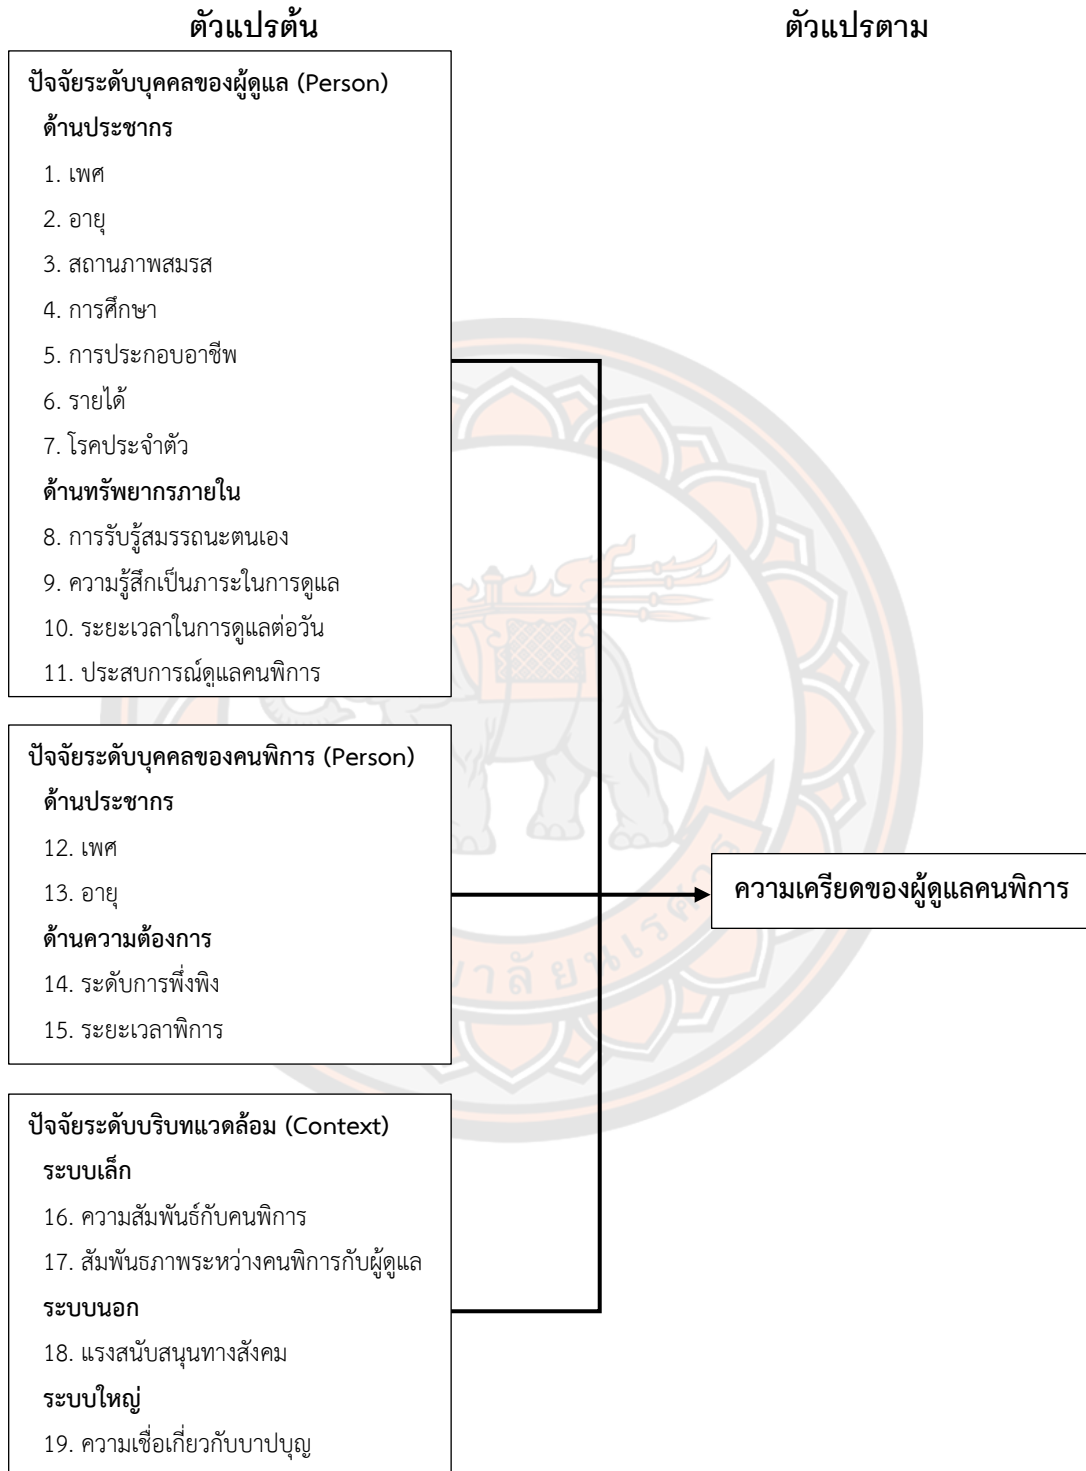 ตัวแปรต้น
ตัวแปรตาม
ปัจจัยระดับบุคคลของผู้ดูแล (Person)
ด้านประชากร
1. เพศ
2. อายุ
3. สถานภาพสมรส
4. การศึกษา
5. การประกอบอาชีพ
6. รายได้
7. โรคประจำตัว
ด้านทรัพยากรภายใน
8. การรับรู้สมรรถนะตนเอง
9. ความรู้สึกเป็นภาระในการดูแล
10. ระยะเวลาในการดูแลต่อวัน
11. ประสบการณ์ดูแลคนพิการ
ปัจจัยระดับบุคคลของคนพิการ (Person)
ด้านประชากร
12. เพศ
13. อายุ
ด้านความต้องการ
14. ระดับการพึ่งพิง
15. ระยะเวลาพิการ
ความเครียดของผู้ดูแลคนพิการ
ปัจจัยระดับบริบทแวดล้อม (Context)
ระบบเล็ก
16. ความสัมพันธ์กับคนพิการ
17. สัมพันธภาพระหว่างคนพิการกับผู้ดูแล
ระบบนอก
18. แรงสนับสนุนทางสังคม
ระบบใหญ่
19. ความเชื่อเกี่ยวกับบาปบุญ